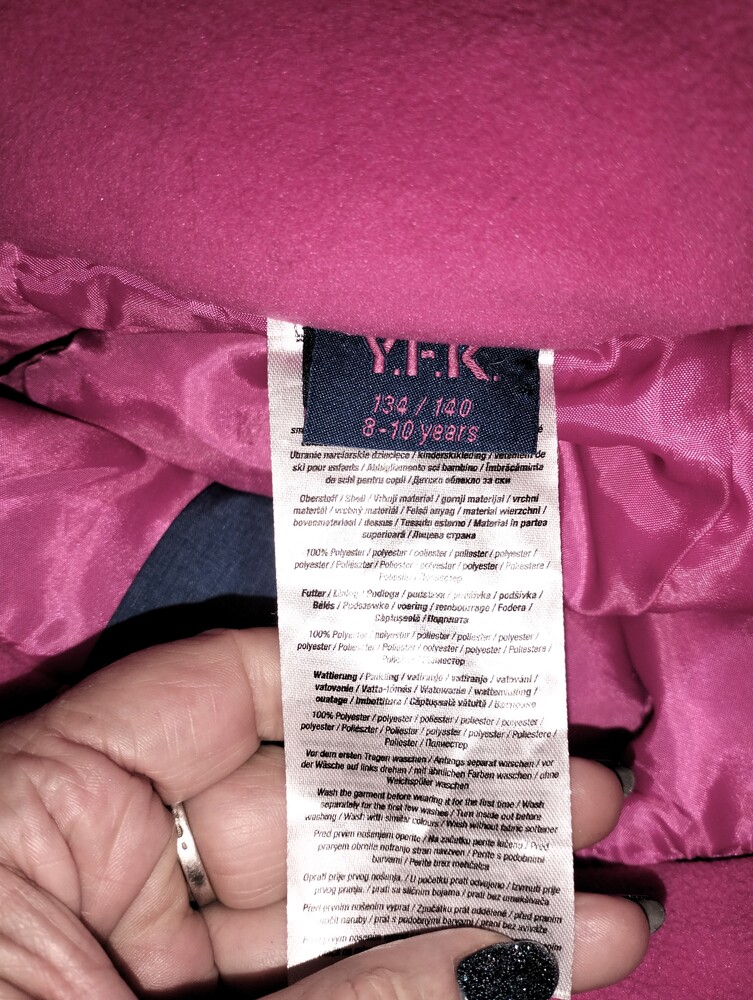 Y.F.K.
134 / 140
8-10 years
Ubranie narciarskie dziecięce / kinderskikleding / vêtement de
ski pour enfants / Abbigliamento sci bambino / Îmbrăcăminte
de schi pentru copii / Детско облекло за ски
Oberstoff / Shell / Vrhnji material / gornji materijal / vrchní
materiál / vrchný materiál / Felső anyag / materiał wierzchni /
bovenmateriaal / dessus / Tessuto esterno / Material în partea
superioară / Лицева страна
100% Polyester / polyester / poliester / poliester / polyester /
polyester / Poliészter / Poliester / polyester / polyester / Poliestere /
Poliester / Полиестер
Futter / Lining / Podloga / podstava / podšívka / podšívka /
Bélés / Podszewka / voering / rembourrage / Fodera /
Căptuşeală / Подплата
100% Polyester / polyester / poliester / poliester / polyester /
polyester / Poliészter / Poliester / polyester / polyester / Poliestere /
Poliester / Полиестер
Wattierung / Padding / vatiranje / vatiranje / vatování /
vatovanie / Vatta-tömés / Watowanie / wattenvoering /
ouatage / Imbottitura / Căptuşeală vătuită /
100% Polyester / polyester / poliester / poliester / polyester /
polyester / Poliészter / Poliester / polyester / polyester / Poliestere /
Poliester / Полиестер
Vor dem ersten Tragen waschen / Anfangs separat waschen / vor
der Wäsche auf links drehen / mit ähnlichen Farben waschen / ohne
Weichspüler waschen
Wash the garment before wearing it for the first time / Wash
separately for the first few washes / Turn inside out before
washing / Wash with similar colours / Wash without fabric softener
Pred prvim nošenjem operite / Na začetku perite ločeno / Pred
pranjem obrnite notranjo stran navzven / Perite s podobnimi
barvami / Perite brez mehčalca
Oprati prije prvog nošenja. / U početku prati odvojeno / Izvrnuti prije
prvog pranja. / prati sa sličnim bojama / prati bez omekšivača
Před prvním nošením vyprat / Zpočátku prát odděleně / před praním
otočit naruby / prát s podobnými barvami / praní bez aviváže